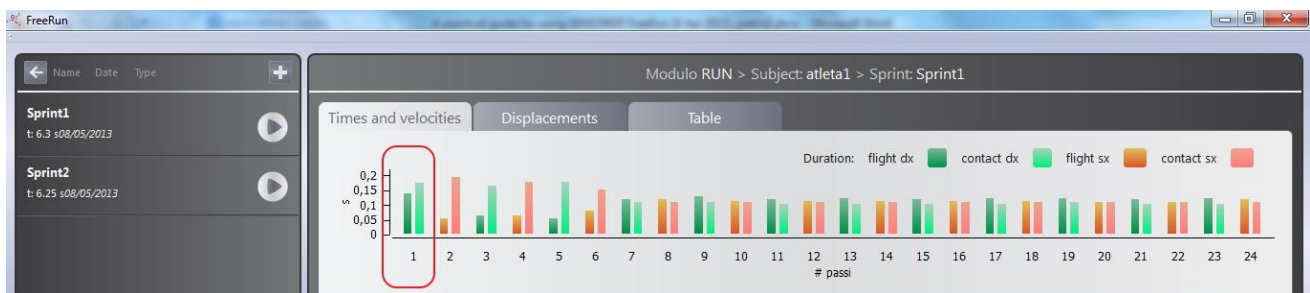 FreeRun
Name Date Type
Sprint1
t: 6.3 s08/05/2013
Sprint2
t: 6.25 s08/05/2013
Modulo RUN > Subject: atleta1 > Sprint: Sprint1
Times and velocities Displacements Table
Duration: flight dx contact dx flight sx contact sx
0,2
0,15
0,1
0,05
0
s
1 2 3 4 5 6 7 8 9 10 11 12 13 14 15 16 17 18 19 20 21 22 23 24
# passi